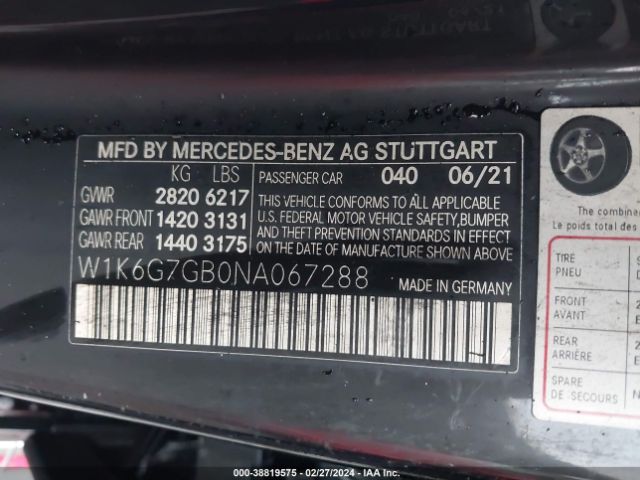 MFD BY MERCEDES-BENZ AG STUTTGART
KG LBS
GVWR 2820 6217
GAWR FRONT 1420 3131
GAWR REAR 1440 3175
PASSENGER CAR 040 06/21
THIS VEHICLE CONFORMS TO ALL APPLICABLE
U.S. FEDERAL MOTOR VEHICLE SAFETY, BUMPER
AND THEFT PREVENTION STANDARDS IN EFFECT
ON THE DATE OF MANUFACTURE SHOWN ABOVE
W1K6G7GB0NA067288 MADE IN GERMANY
The combine
Le poids total des
TIRE
PNEU
FRONT
AVANT
REAR
ARRIÈRE
SPARE
DE SECOURS
000-38819575 - 02/27/2024 - IAA Inc.